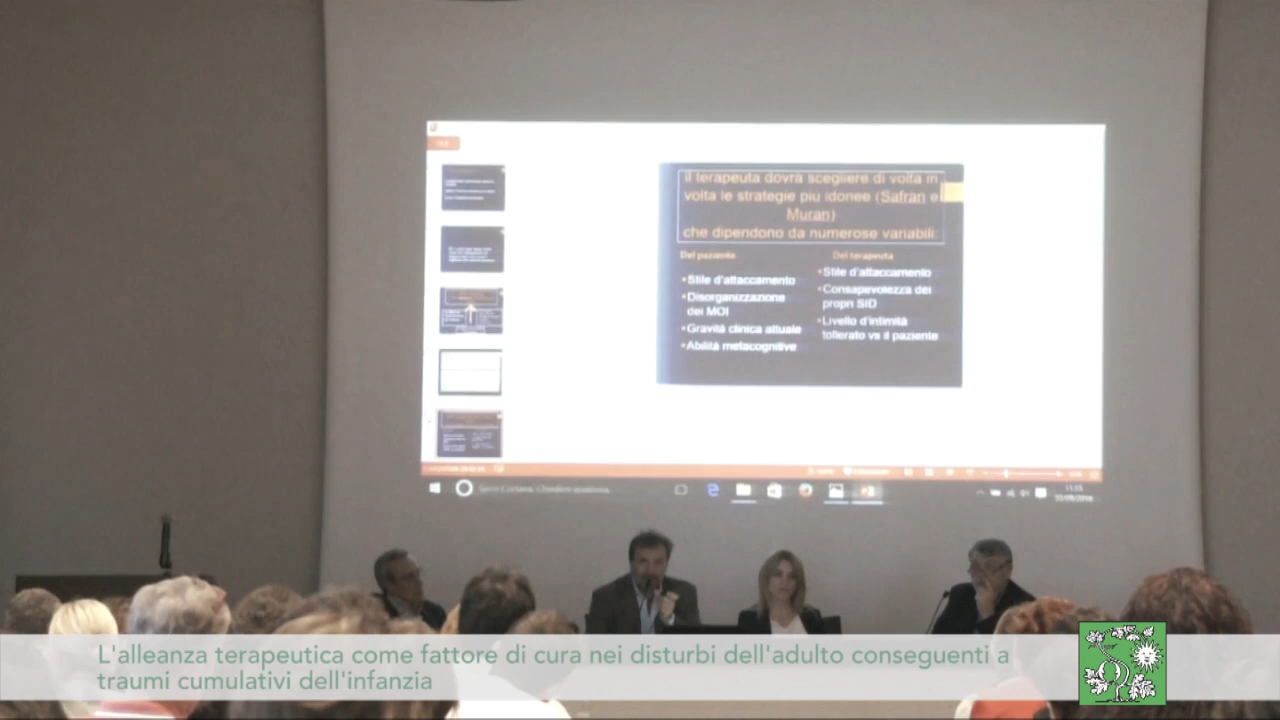 il terapeuta dovrà scegliere di volta in
volta le strategie più idonee (Safran e
Muran)
che dipendono da numerose variabili:
Del paziente
Stile d'attaccamento
Disorganizzazione
dei MOI
Gravità clinica attuale
Abilità metacognitive
Del terapeuta
Stile d'attaccamento
Consapevolezza dei
propri SID
Livello d'intimità
tollerato vs il paziente
11:55
L'alleanza terapeutica come fattore di cura nei disturbi dell'adulto conseguenti a
traumi cumulativi dell'infanzia